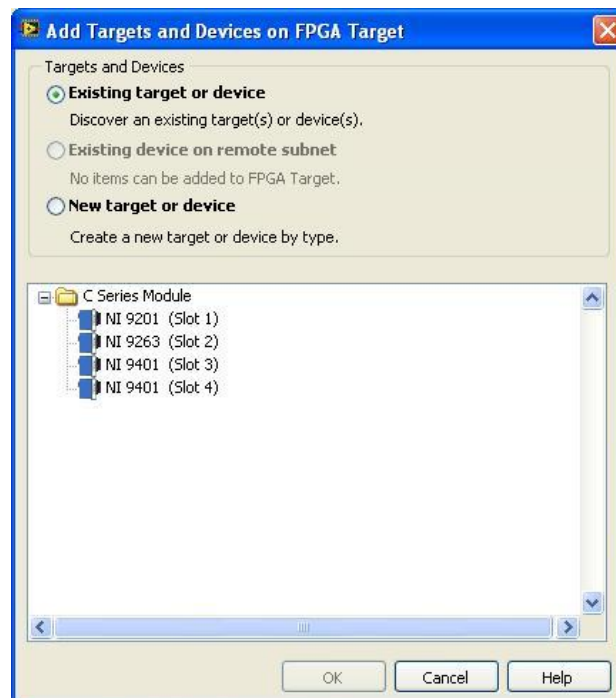 Add Targets and Devices on FPGA Target
Targets and Devices
Existing target or device
Discover an existing target(s) or device(s).
Existing device on remote subnet
No items can be added to FPGA Target.
New target or device
Create a new target or device by type.
C Series Module
NI 9201 (Slot 1)
NI 9263 (Slot 2)
NI 9401 (Slot 3)
NI 9401 (Slot 4)
OK Cancel Help